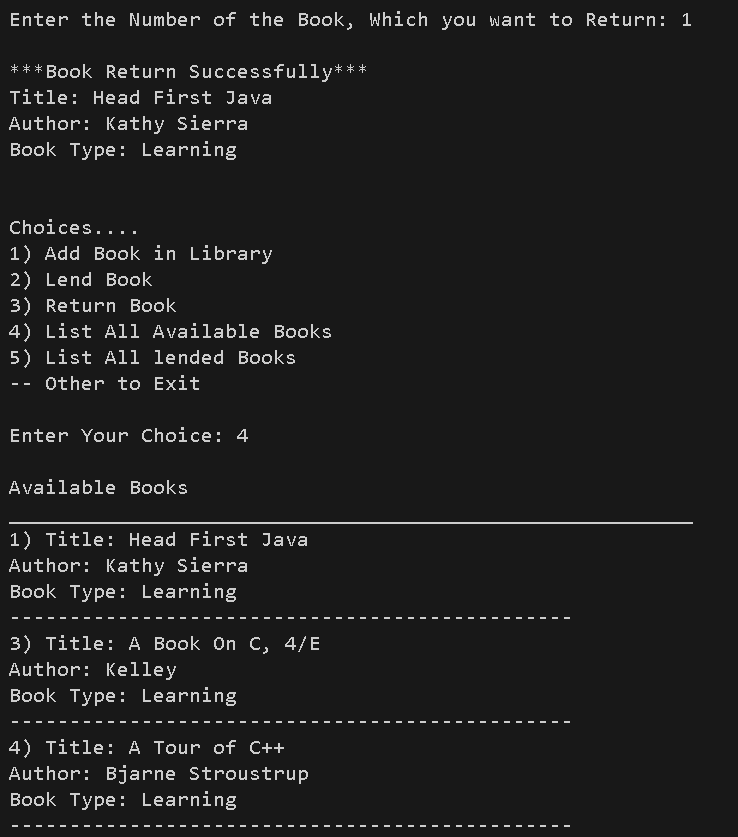 Enter the Number of the Book, Which you want to Return: 1
***Book Return Successfully***
Title: Head First Java
Author: Kathy Sierra
Book Type: Learning
Choices....
1) Add Book in Library
2) Lend Book
3) Return Book
4) List All Available Books
5) List All lended Books
-- Other to Exit
Enter Your Choice: 4
Available Books
_________________________________________________________
1) Title: Head First Java
Author: Kathy Sierra
Book Type: Learning
-----------------------------------------------
3) Title: A Book On C, 4/E
Author: Kelley
Book Type: Learning
-----------------------------------------------
4) Title: A Tour of C++
Author: Bjarne Stroustrup
Book Type: Learning
-----------------------------------------------